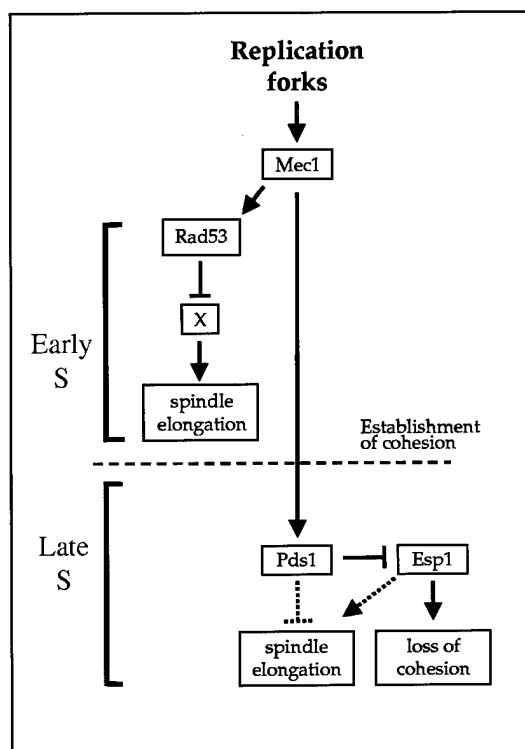 Replication
forks
Mec1
Rad53
X
Early
S
spindle
elongation
Establishment
of cohesion
Late
S
Pds1
Esp1
spindle
elongation
loss of
cohesion